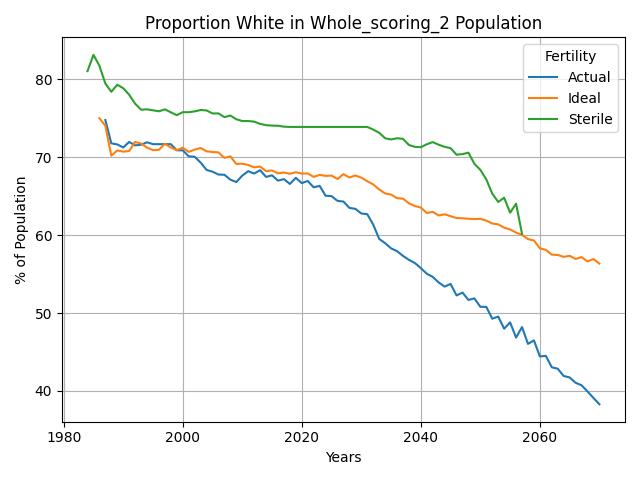 Proportion White in Whole_scoring_2 Population
Fertility
Actual
Ideal
Sterile
% of Population
80
70
60
50
40
1980
2000
2020
2040
2060
Years